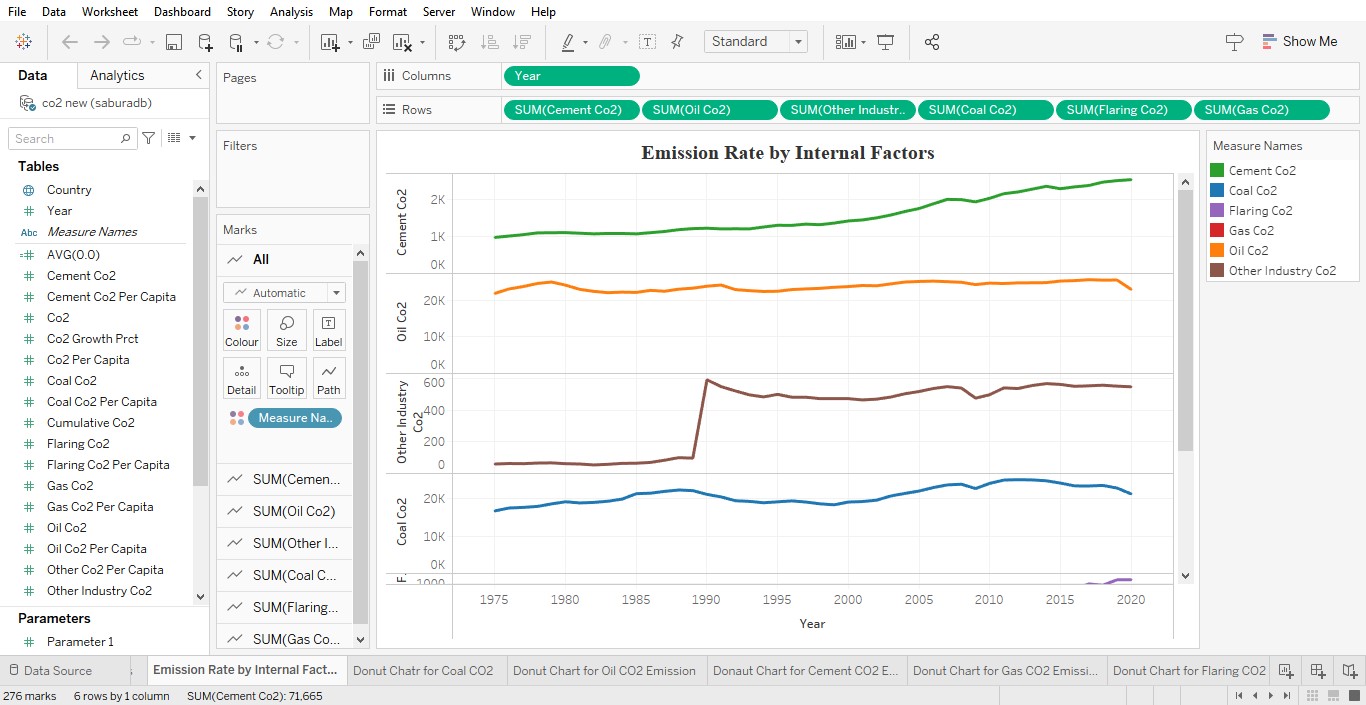 File Data Worksheet Dashboard Story Analysis Map Format Server Window Help
Standard
Show Me
Data Analytics
co2 new (saburadb)
Search
Tables
Country
Year
Abc Measure Names
AVG(0.0)
Cement Co2
Cement Co2 Per Capita
Co2
Co2 Growth Prct
Co2 Per Capita
Coal Co2
Coal Co2 Per Capita
Cumulative Co2
Flaring Co2
Flaring Co2 Per Capita
Gas Co2
Gas Co2 Per Capita
Oil Co2
Oil Co2 Per Capita
Other Co2 Per Capita
Other Industry Co2
Parameters
Parameter 1
Pages
Filters
Marks
All
Automatic
Colour Size Label
Detail Tooltip Path
Measure Na..
SUM(Cemen...
SUM(Oil Co2)
SUM(Other I...
SUM(Coal C...
SUM(Flaring...
SUM(Gas Co...
Columns Year
Rows SUM(Cement Co2) SUM(Oil Co2) SUM(Other Industr.. SUM(Coal Co2) SUM(Flaring Co2) SUM(Gas Co2)
Emission Rate by Internal Factors
Cement Co2
2K
1K
0K
Oil Co2
20K
10K
0K
Other Industry
Co2
600
400
200
0
Coal Co2
20K
10K
0K
F..
1000
1975 1980 1985 1990 1995 2000 2005 2010 2015 2020
Year
Measure Names
Cement Co2
Coal Co2
Flaring Co2
Gas Co2
Oil Co2
Other Industry Co2
Data Source Emission Rate by Internal Fact... Donut Chatr for Coal CO2 Donut Chart for Oil CO2 Emission Donaut Chart for Cement CO2 E... Donut Chart for Gas CO2 Emissi... Donut Chart for Flaring CO2
276 marks 6 rows by 1 column SUM(Cement Co2): 71,665